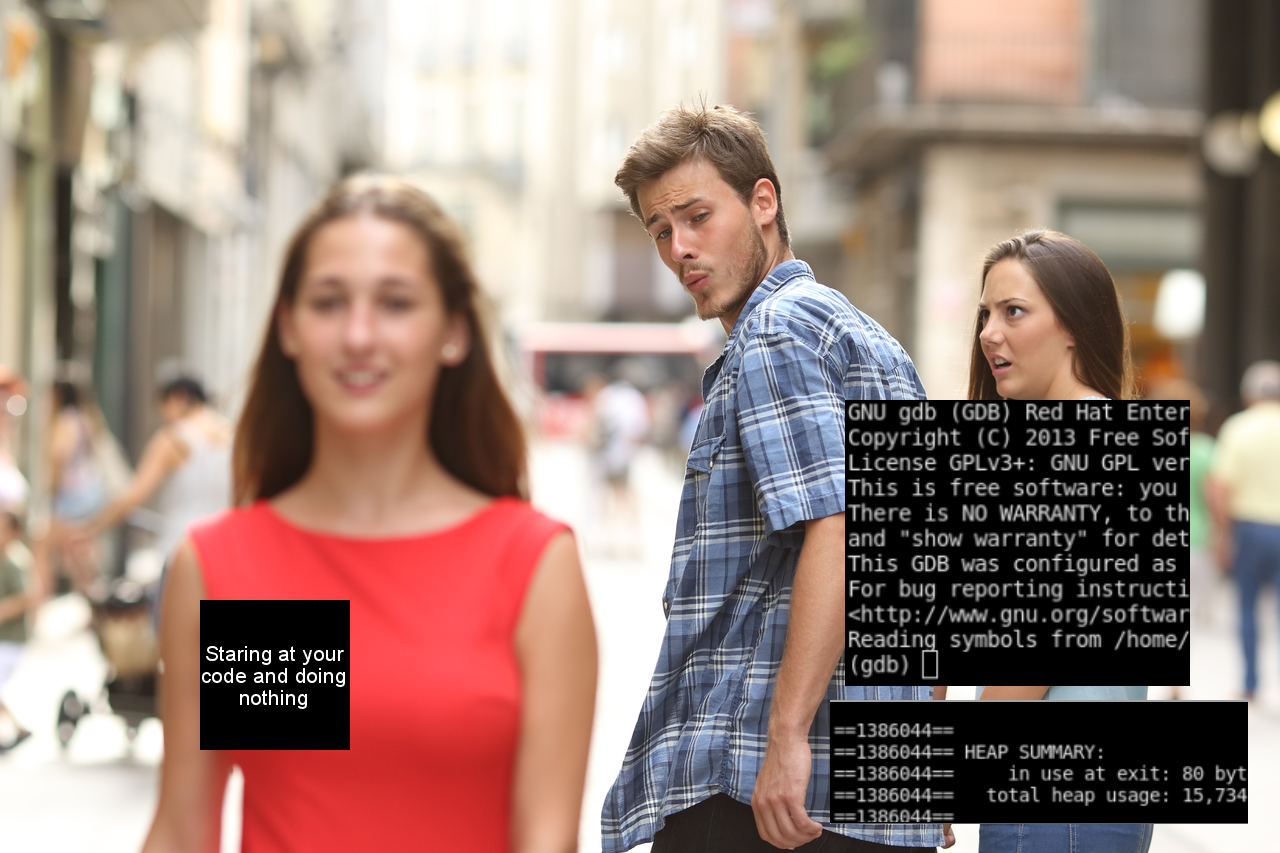 Staring at your
code and doing
nothing
GNU gdb (GDB) Red Hat Enter
Copyright (C) 2013 Free Sof
License GPLv3+: GNU GPL ver
This is free software: you
There is NO WARRANTY, to th
and "show warranty" for det
This GDB was configured as
For bug reporting instructi
<http://www.gnu.org/softwar
Reading symbols from /home/
(gdb)
==1386044==
==1386044== HEAP SUMMARY:
==1386044==     in use at exit: 80 byt
==1386044==   total heap usage: 15,734
==1386044==